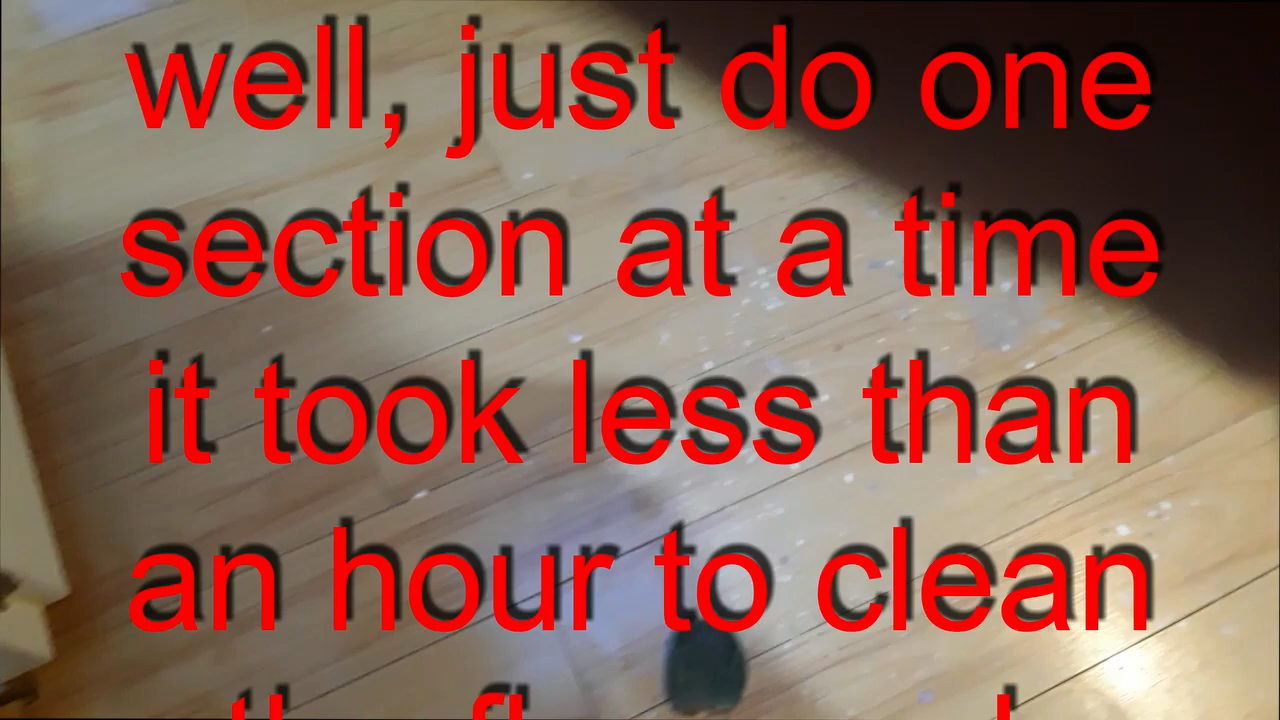 well, just do one
section at a time
it took less than
an hour to clean